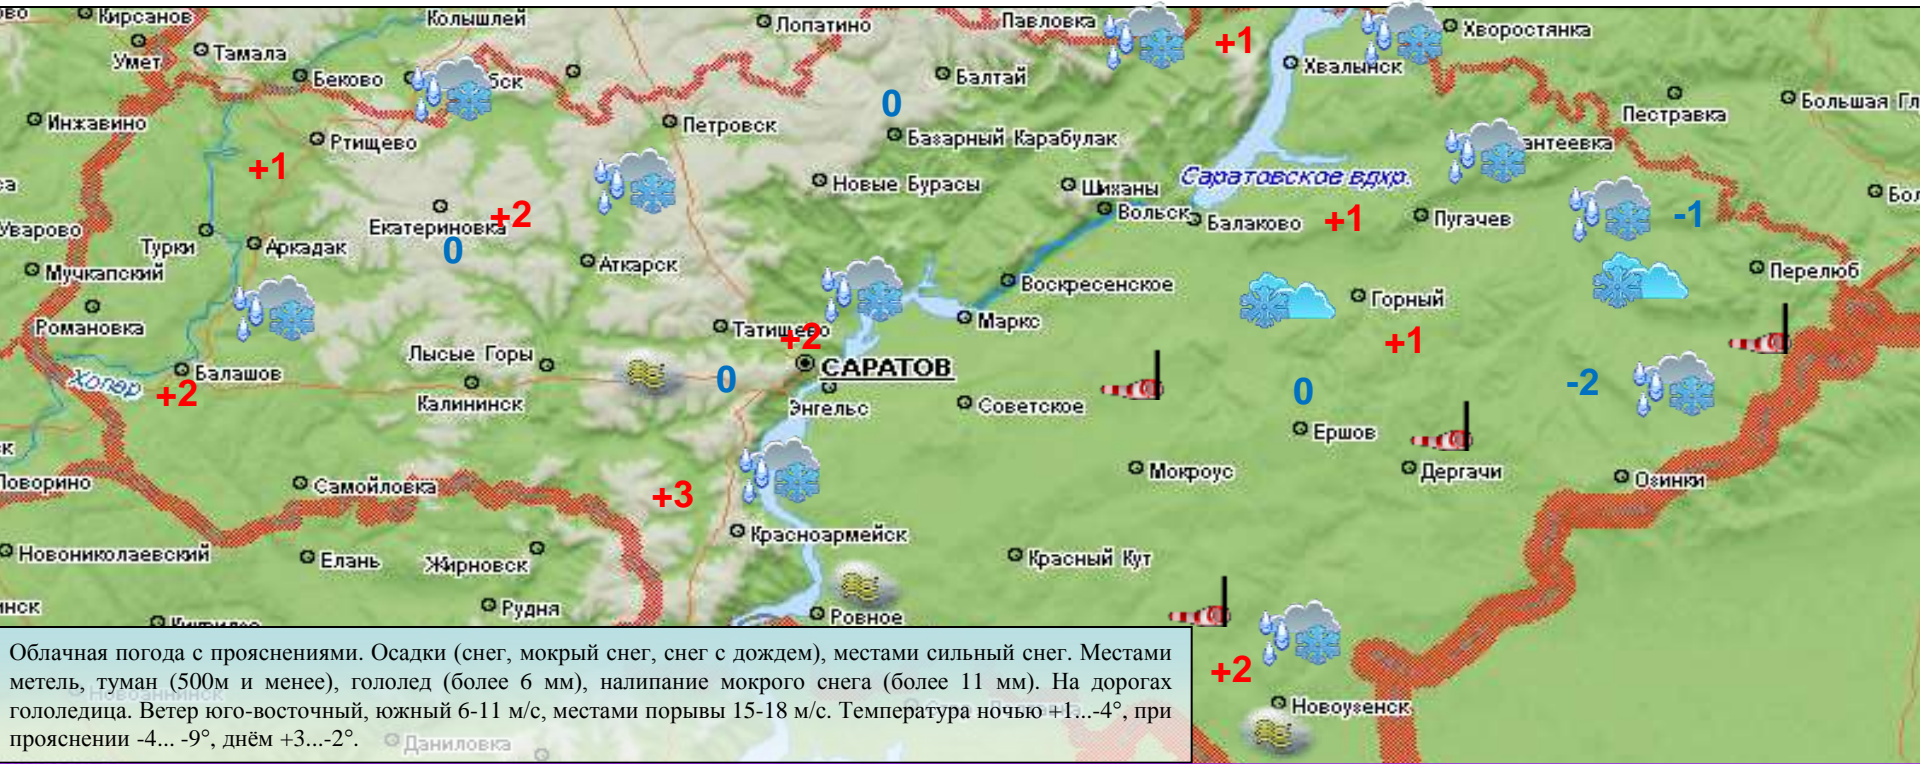 Кирсанов
Колышлей
Лопатино
Павловка
+1
Хворостянка
Умет
Тамала
Беково
Балтай
Хвалынск
Пестравка
Инжавино
0
Ртищево
Петровск
Базарный Карабулак
+1
Новые Бурасы
Шиханы
Саратовское вдхр.
Вольск
Балаково
+1
Пугачев
-1
Уварово
Екатериновка
+2
0
Турки
Аркадак
Аткарск
Мучкапский
Воскресенское
Горный
Перелюб
Романовка
Татищево
+2
Маркс
+1
Лысые Горы
САРАТОВ
Хопер
Балашов
+2
0
0
-2
Калининск
Энгельс
Советское
Ершов
Мокроус
Дергачи
Озинки
Поворино
Самойловка
+3
Красноармейск
Новониколаевский
Елань
Жирновск
Красный Кут
Рудня
Ровное
+2
Новоузенск
Облачная погода с прояснениями. Осадки (снег, мокрый снег, снег с дождем), местами сильный снег. Местами
метель, туман (500м и менее), гололед (более 6 мм), налипание мокрого снега (более 11 мм). На дорогах
гололедица. Ветер юго-восточный, южный 6-11 м/с, местами порывы 15-18 м/с. Температура ночью +1...-4°, при
прояснении -4... -9°, днём +3...-2°.
Даниловка